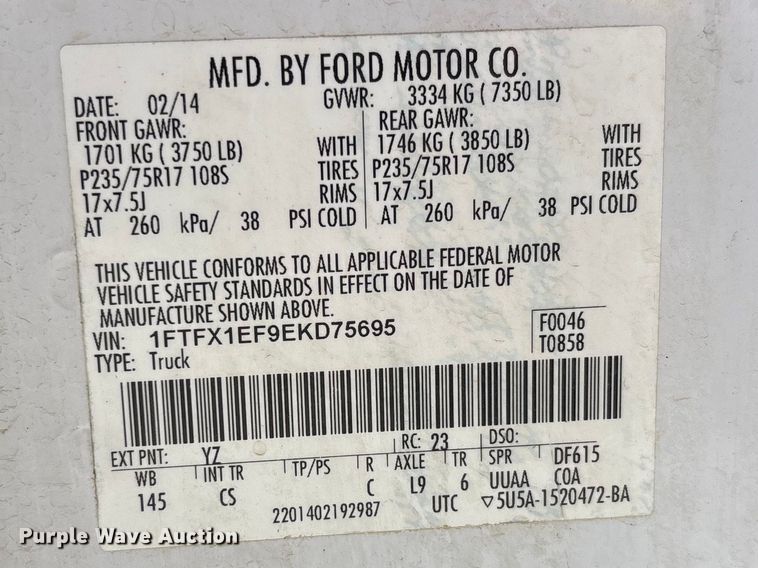 MFD. BY FORD MOTOR CO.
DATE: 02/14 GVWR: 3334 KG ( 7350 LB)
FRONT GAWR: REAR GAWR:
1701 KG ( 3750 LB) WITH 1746 KG ( 3850 LB) WITH
P235/75R17 108S TIRES P235/75R17 108S TIRES
17x7.5J RIMS 17x7.5J RIMS
AT 260 kPa/ 38 PSI COLD AT 260 kPa/ 38 PSI COLD
THIS VEHICLE CONFORMS TO ALL APPLICABLE FEDERAL MOTOR
VEHICLE SAFETY STANDARDS IN EFFECT ON THE DATE OF
MANUFACTURE SHOWN ABOVE.
VIN: 1FTFX1EF9EKD75695 F0046
TYPE: Truck T0858
EXT PNT: YZ RC: 23 DSO:
WB INT TR TP/PS R AXLE TR SPR DF615
145 CS C L9 6 UUAA COA
2201402192987 UTC ▽5U5A-1520472-BA
Purple Wave Auction